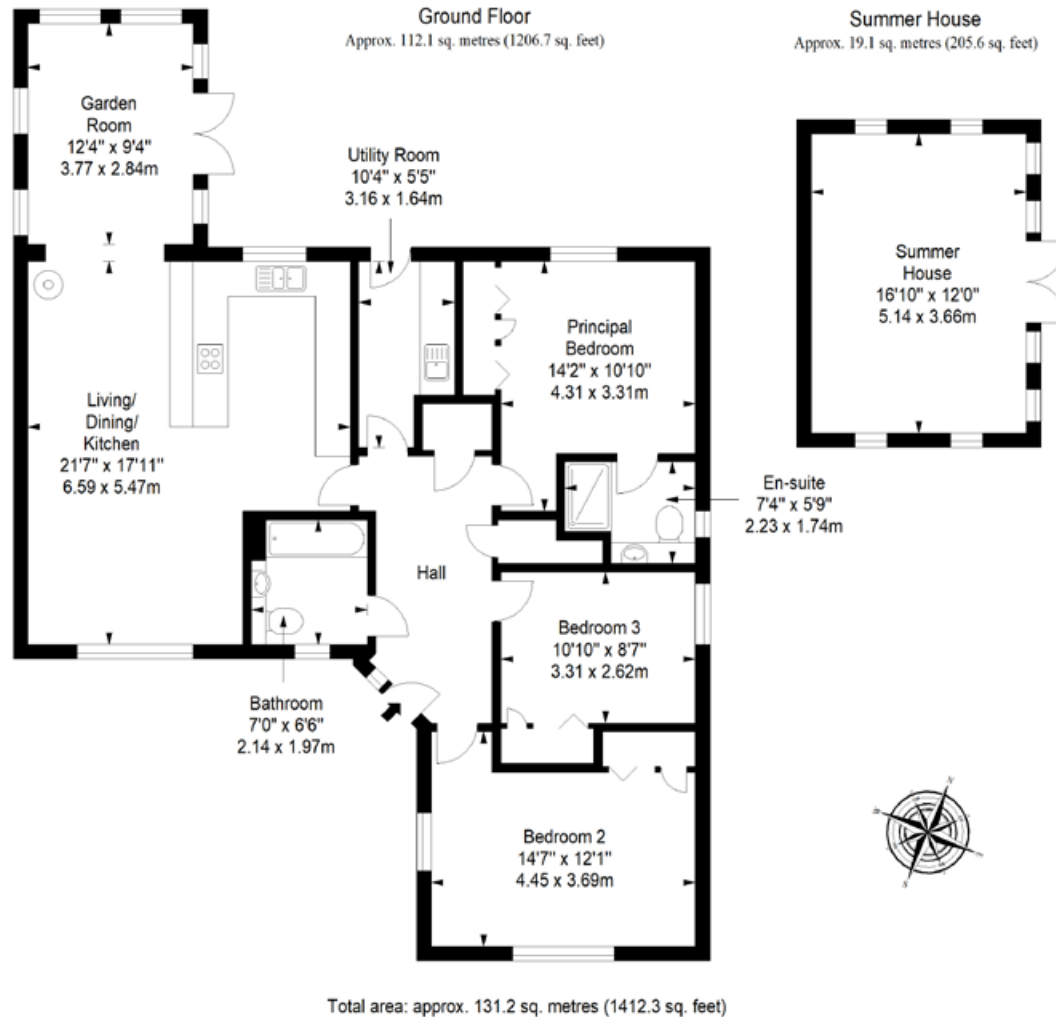 Ground Floor
Approx. 112.1 sq. metres (1206.7 sq. feet)
Summer House
Approx. 19.1 sq. metres (205.6 sq. feet)
Garden
Room
12'4" x 9'4"
3.77 x 2.84m
Utility Room
10'4" x 5'5"
3.16 x 1.64m
Summer
House
16'10" x 12'0"
5.14 x 3.66m
Principal
Bedroom
14'2" x 10'10"
4.31 x 3.31m
Living/
Dining/
Kitchen
21'7" x 17'11"
6.59 x 5.47m
En-suite
7'4" x 5'9"
2.23 x 1.74m
Hall
Bedroom 3
10'10" x 8'7"
3.31 x 2.62m
Bathroom
7'0" x 6'6"
2.14 x 1.97m
Bedroom 2
14'7" x 12'1"
4.45 x 3.69m
N
E
S
Total area: approx. 131.2 sq. metres (1412.3 sq. feet)